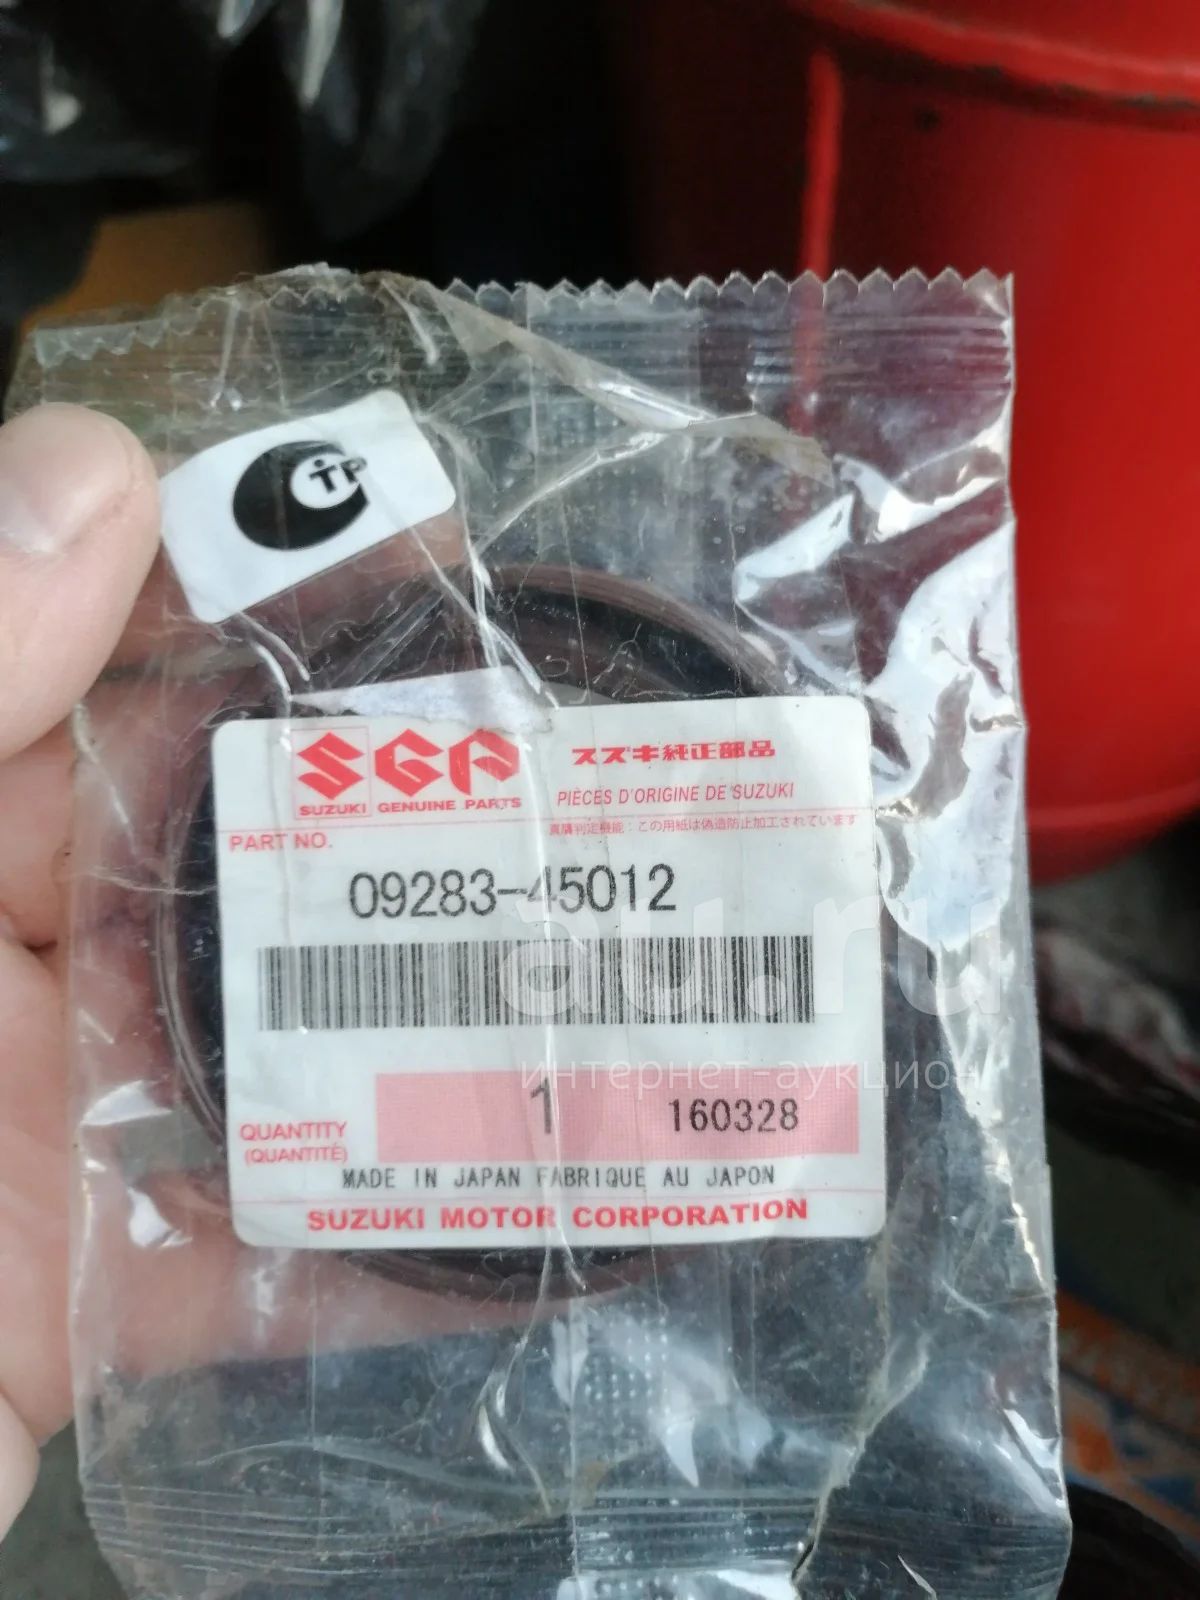 TP
SGP
スズキ純正部品
SUZUKI GENUINE PARTS
PIÈCES D'ORIGINE DE SUZUKI
真贋判定機能：この用紙は偽造防止加工されています
PART NO.
09283-45012
au.ru
интернет-аукцион
1
160328
QUANTITY
(QUANTITÉ)
MADE IN JAPAN FABRIQUE AU JAPON
SUZUKI MOTOR CORPORATION